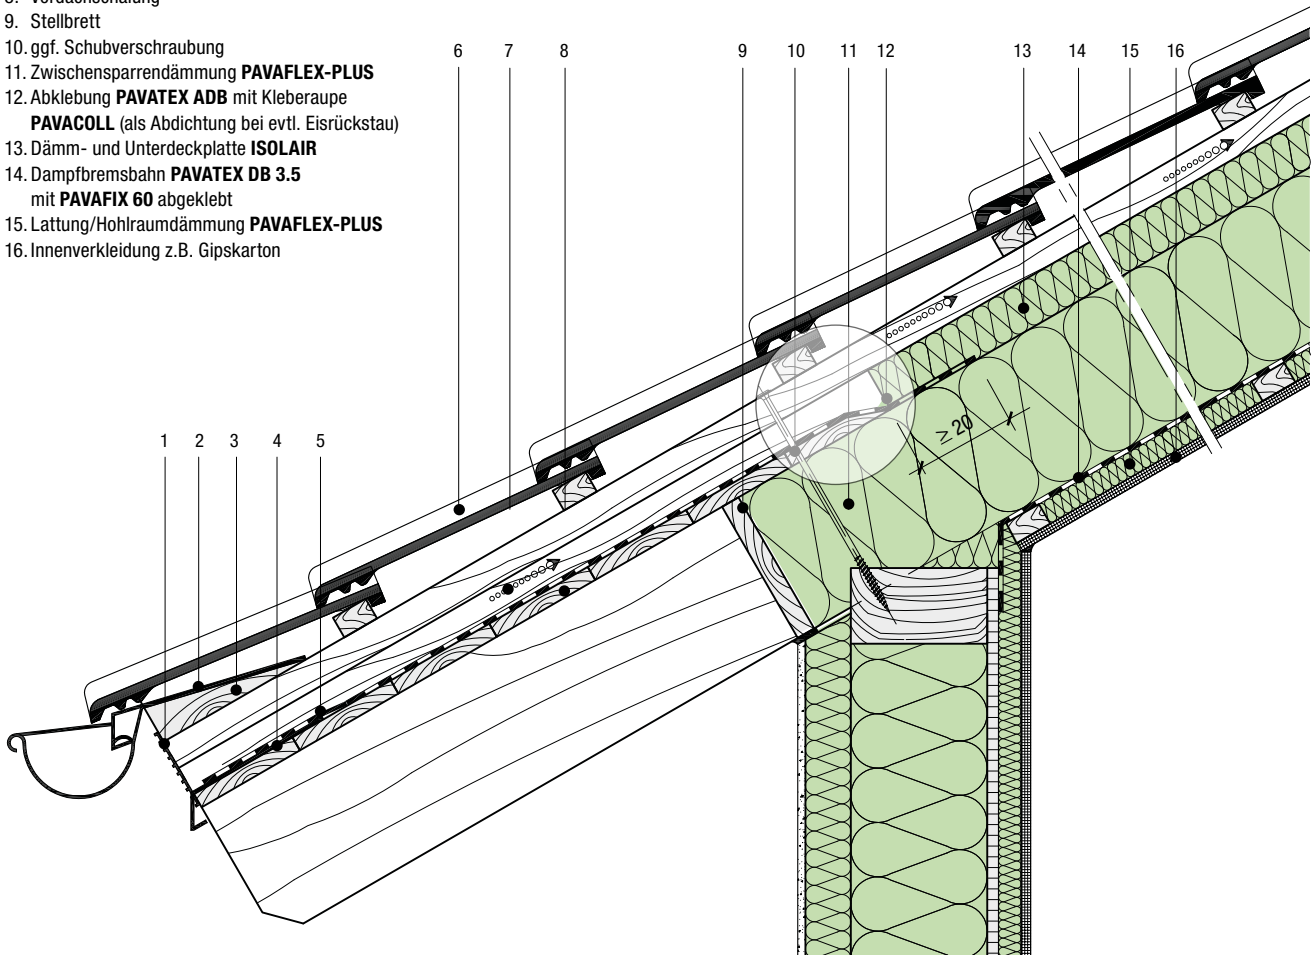 8. Vordachschalung
9. Stellbrett
10. ggf. Schubverschraubung
11. Zwischensparrendämmung PAVAFLEX-PLUS
12. Abklebung PAVATEX ADB mit Kleberaupe
PAVACOLL (als Abdichtung bei evtl. Eisrückstau)
13. Dämm- und Unterdeckplatte ISOLAIR
14. Dampfbremsbahn PAVATEX DB 3.5
mit PAVAFIX 60 abgeklebt
15. Lattung/Hohlraumdämmung PAVAFLEX-PLUS
16. Innenverkleidung z.B. Gipskarton
6 7 8 9 10 11 12 13 14 15 16
1 2 3 4 5
≥ 20